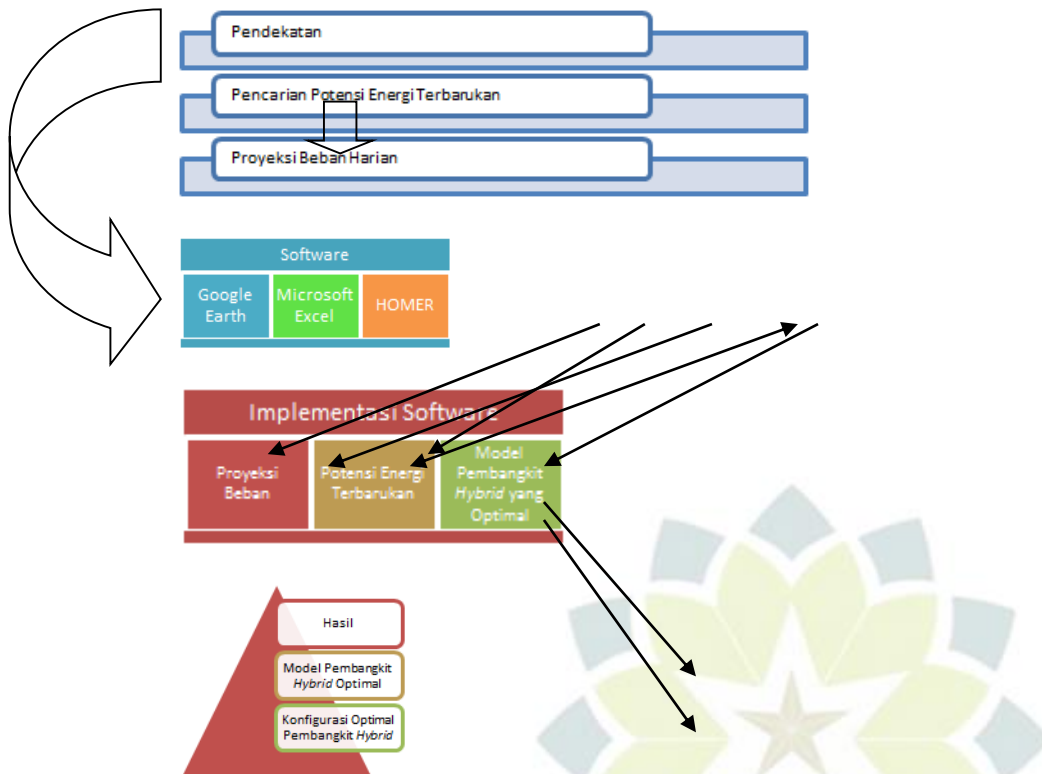 Pendekatan
Pencarian Potensi Energi Terbarukan
Proyeksi Beban Harian
Software
Google
Earth
Microsoft
Excel
HOMER
Implementasi Software
Proyeksi
Beban
Potensi Energi
Terbarukan
Model
Pembangkit
Hybrid yang
Optimal
Hasil
Model Pembangkit
Hybrid Optimal
Konfigurasi Optimal
Pembangkit Hybrid